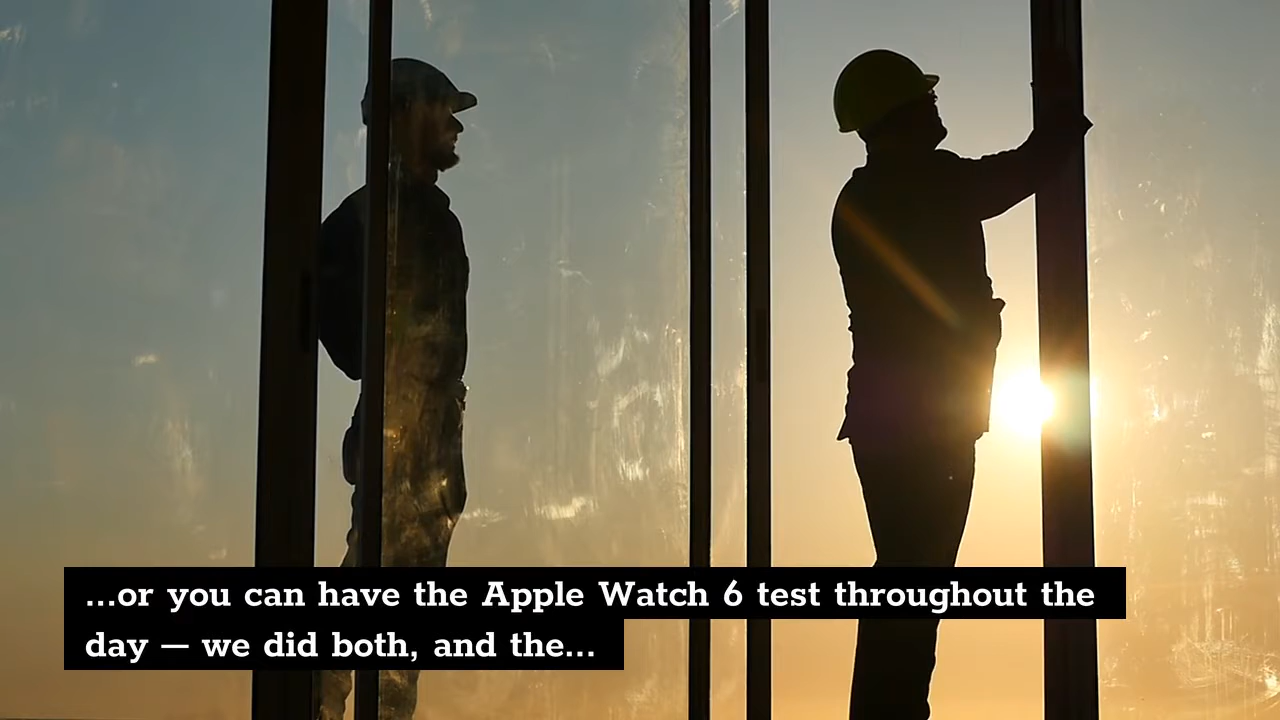 ...or you can have the Apple Watch 6 test throughout the
day — we did both, and the...